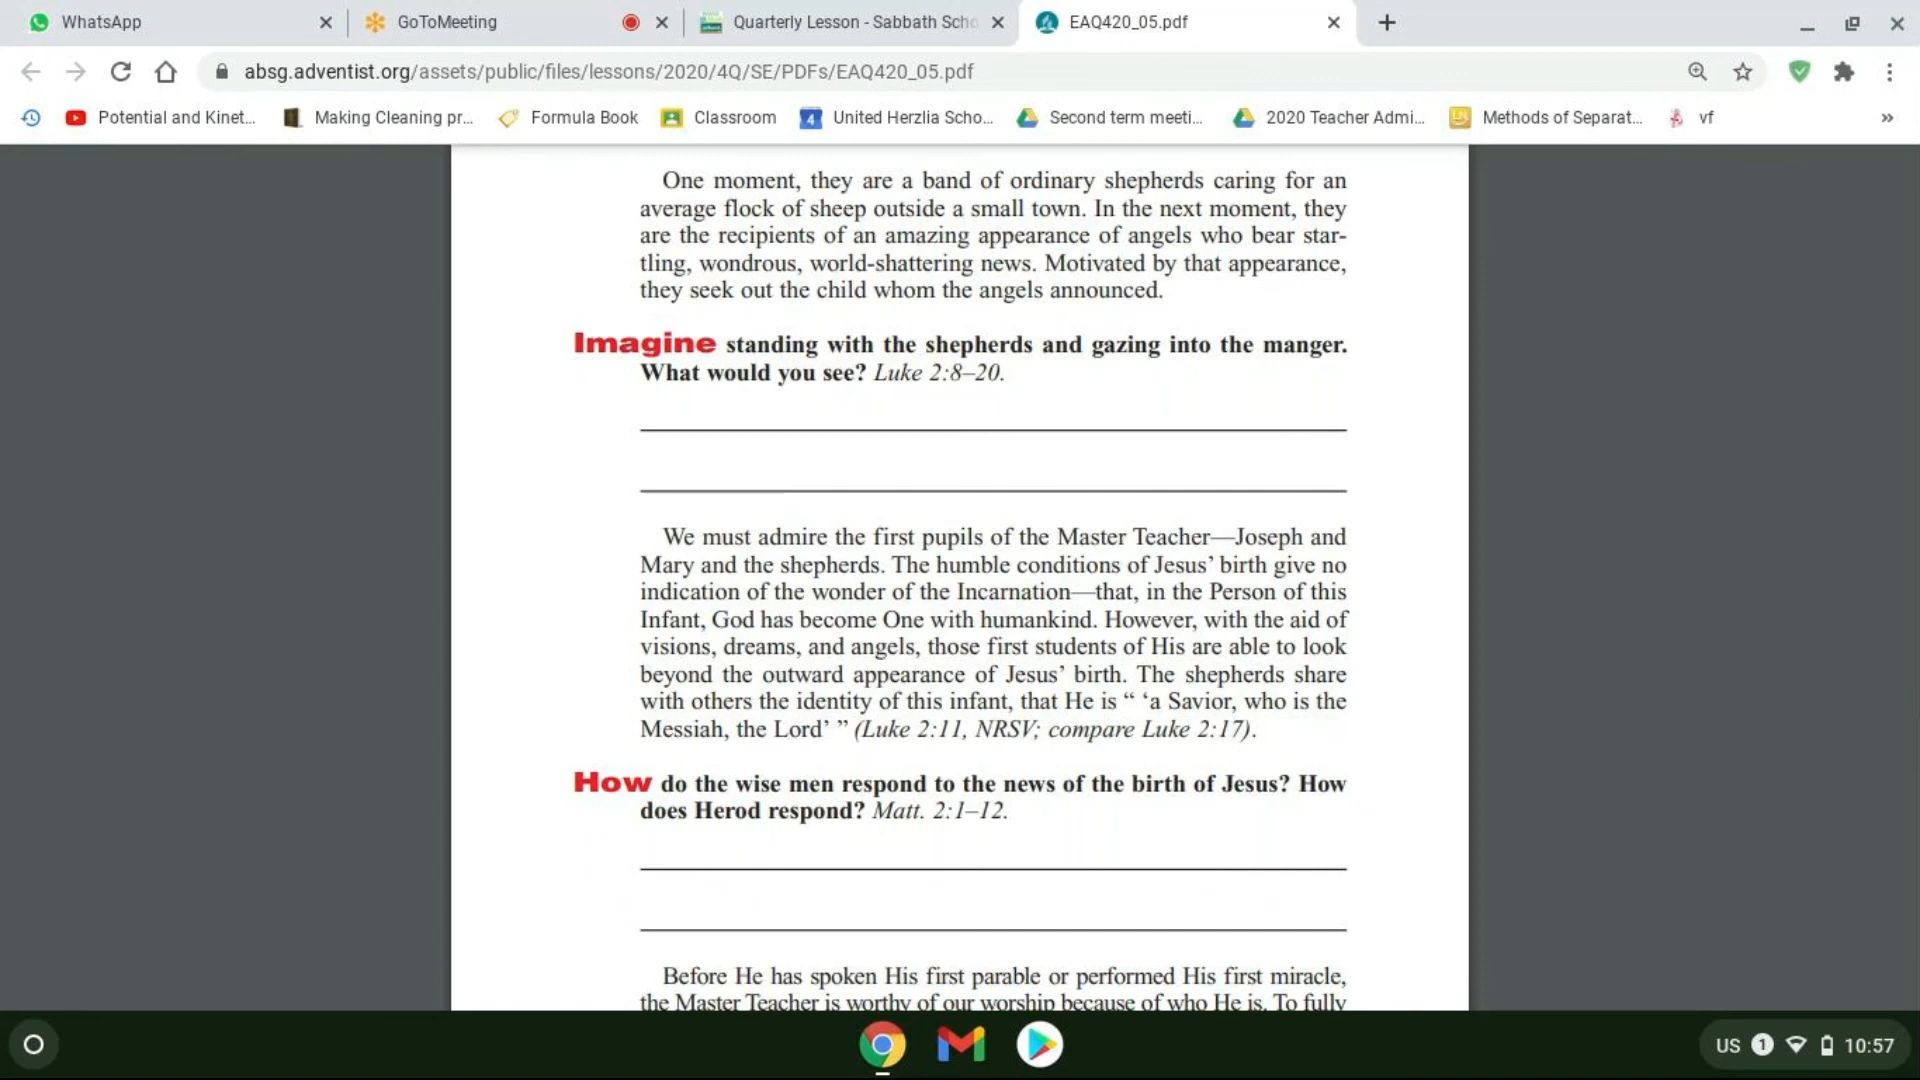 WhatsApp
GoToMeeting
Quarterly Lesson - Sabbath Scho
EAQ420_05.pdf
absg.adventist.org/assets/public/files/lessons/2020/4Q/SE/PDFs/EAQ420_05.pdf
Potential and Kinet...
Making Cleaning pr...
Formula Book
Classroom
4
United Herzlia Scho...
Second term meeti...
2020 Teacher Admi...
Methods of Separat...
vf
One moment, they are a band of ordinary shepherds caring for an
average flock of sheep outside a small town. In the next moment, they
are the recipients of an amazing appearance of angels who bear star-
tling, wondrous, world-shattering news. Motivated by that appearance,
they seek out the child whom the angels announced.
Imagine standing with the shepherds and gazing into the manger.
What would you see? Luke 2:8–20.
We must admire the first pupils of the Master Teacher—Joseph and
Mary and the shepherds. The humble conditions of Jesus’ birth give no
indication of the wonder of the Incarnation—that, in the Person of this
Infant, God has become One with humankind. However, with the aid of
visions, dreams, and angels, those first students of His are able to look
beyond the outward appearance of Jesus’ birth. The shepherds share
with others the identity of this infant, that He is “ ‘a Savior, who is the
Messiah, the Lord’ ” (Luke 2:11, NRSV; compare Luke 2:17).
How do the wise men respond to the news of the birth of Jesus? How
does Herod respond? Matt. 2:1–12.
Before He has spoken His first parable or performed His first miracle,
the Master Teacher is worthy of our worship because of who He is. To fully
US 1 10:57